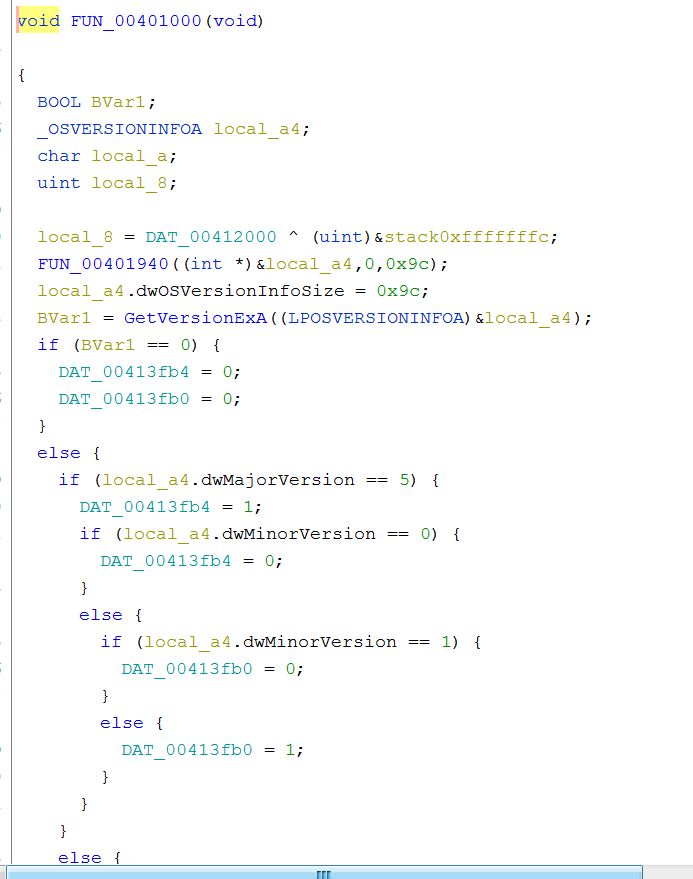 void FUN_00401000(void)
{
BOOL BVar1;
_OSVERSIONINFOA local_a4;
char local_a;
uint local_8;
local_8 = DAT_00412000 ^ (uint)&stack0xfffffffc;
FUN_00401940((int *)&local_a4,0,0x9c);
local_a4.dwOSVersionInfoSize = 0x9c;
BVar1 = GetVersionExA((LPOSVERSIONINFOA)&local_a4);
if (BVar1 == 0) {
DAT_00413fb4 = 0;
DAT_00413fb0 = 0;
}
else {
if (local_a4.dwMajorVersion == 5) {
DAT_00413fb4 = 1;
if (local_a4.dwMinorVersion == 0) {
DAT_00413fb4 = 0;
}
else {
if (local_a4.dwMinorVersion == 1) {
DAT_00413fb0 = 0;
}
else {
DAT_00413fb0 = 1;
}
}
}
else {